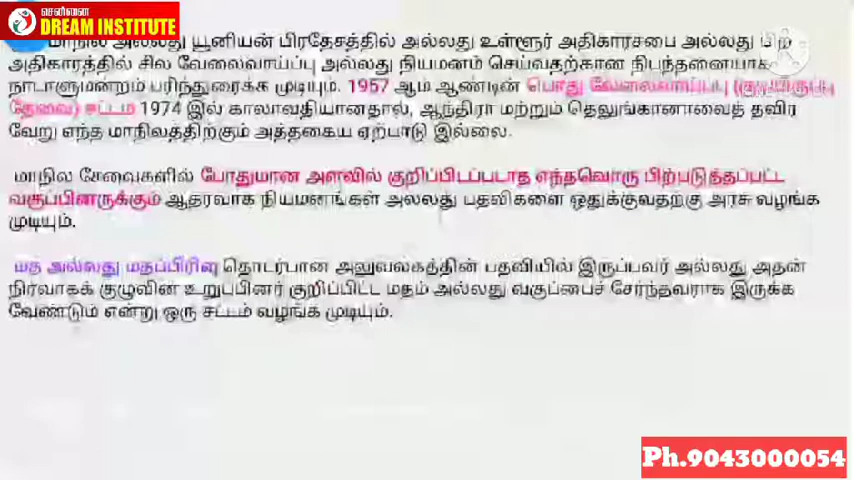 சென்னை
DREAM INSTITUTE
மாநில அல்லது யூனியன் பிரதேசத்தில் அல்லது உள்ளூர் அதிகாரசபை அல்லது பிற
அதிகாரத்தில் சில வேலைவாய்ப்பு அல்லது நியமனம் செய்வதற்கான நிபந்தனையாக
நாடாளுமன்றம் பரிந்துரைக்க முடியும். 1957 ஆம் ஆண்டின் பொது வேலைவாய்ப்பு (குடியிருப்பு
தேவை) சட்டம் 1974 இல் காலாவதியானதால், ஆந்திரா மற்றும் தெலுங்கானாவைத் தவிர
வேறு எந்த மாநிலத்திற்கும் அத்தகைய ஏற்பாடு இல்லை.
மாநில சேவைகளில் போதுமான அளவில் குறிப்பிடப்படாத எந்தவொரு பிற்படுத்தப்பட்ட
வகுப்பினருக்கும் ஆதரவாக நியமனங்கள் அல்லது பதவிகளை ஒதுக்குவதற்கு அரசு வழங்க
முடியும்.
மத அல்லது மதப்பிரிவு தொடர்பான அலுவலகத்தின் பதவியில் இருப்பவர் அல்லது அதன்
நிர்வாகக் குழுவின் உறுப்பினர் குறிப்பிட்ட மதம் அல்லது வகுப்பைச் சேர்ந்தவராக இருக்க
வேண்டும் என்று ஒரு சட்டம் வழங்க முடியும்.
Ph.9043000054